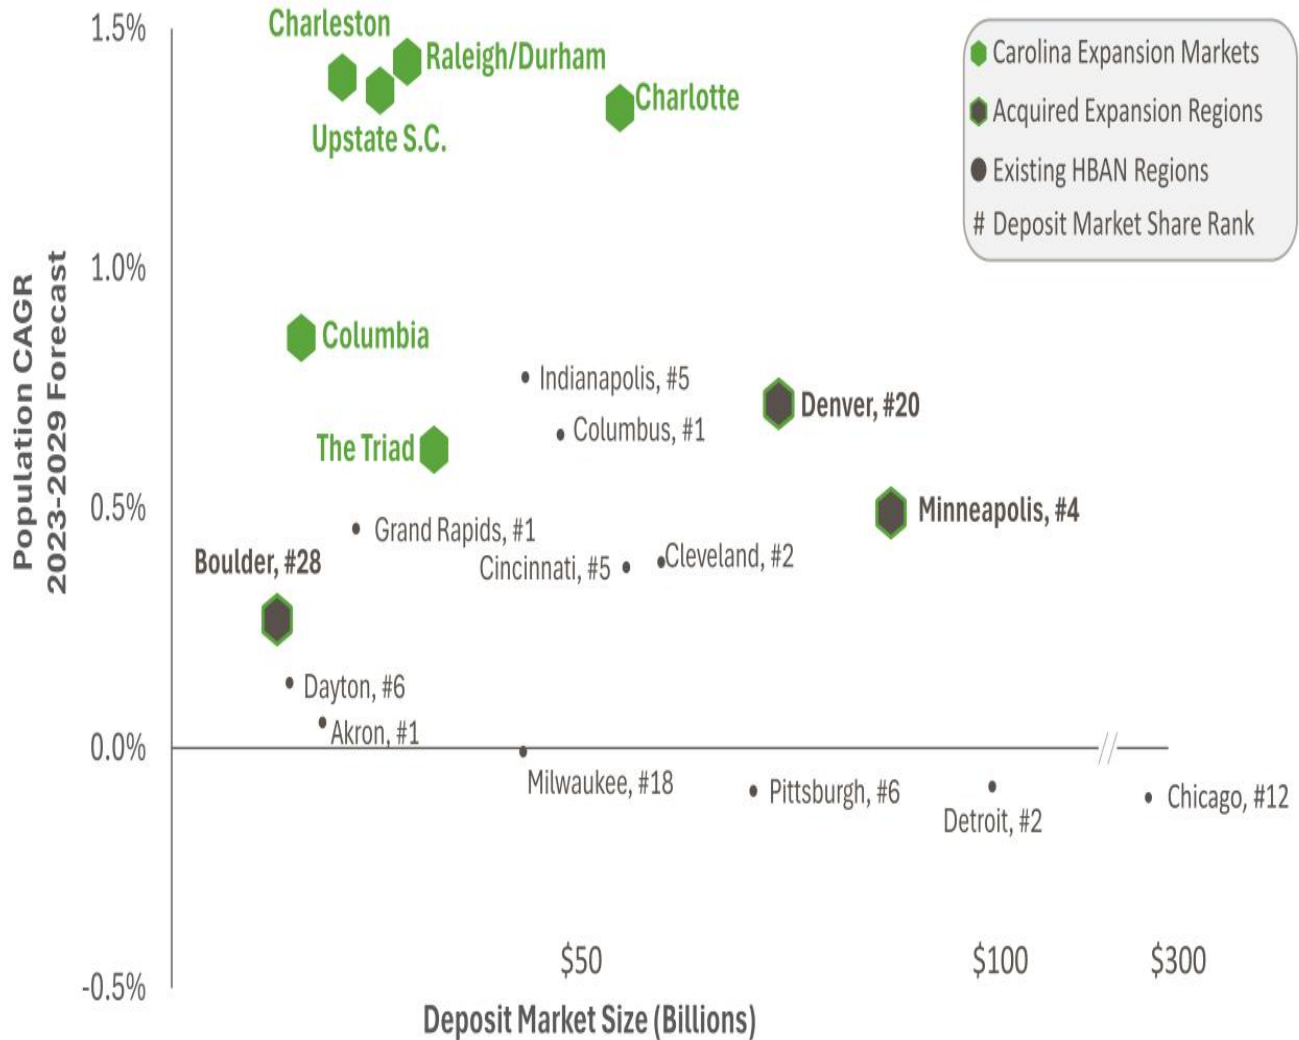 1.5%
Charleston
Raleigh/Durham
Charlotte
Upstate S.C.
Carolina Expansion Markets
Acquired Expansion Regions
Existing HBAN Regions
# Deposit Market Share Rank
Population CAGR
2023-2029 Forecast
1.0%
Columbia
Indianapolis, #5
Denver, #20
Columbus, #1
The Triad
0.5%
Minneapolis, #4
Grand Rapids, #1
Boulder, #28
Cincinnati, #5
Cleveland, #2
Dayton, #6
Akron, #1
0.0%
Milwaukee, #18
Pittsburgh, #6
Detroit, #2
Chicago, #12
$50
$100
$300
-0.5%
Deposit Market Size (Billions)